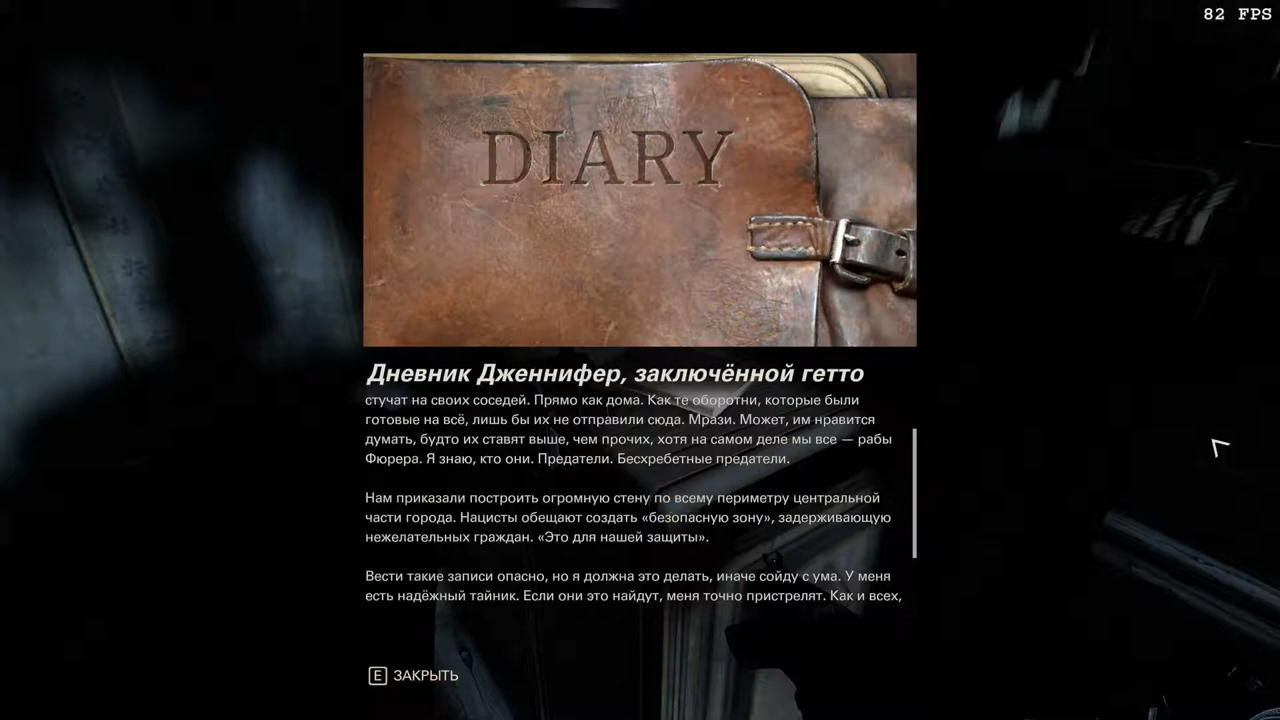 82 FPS
DIARY
Дневник Дженнифер, заключённой гетто
стучат на своих соседей. Прямо как дома. Как те оборотни, которые были
готовые на всё, лишь бы их не отправили сюда. Мрази. Может, им нравится
думать, будто их ставят выше, чем прочих, хотя на самом деле мы все — рабы
Фюрера. Я знаю, кто они. Предатели. Бесхребетные предатели.
Нам приказали построить огромную стену по всему периметру центральной
части города. Нацисты обещают создать «безопасную зону», задерживающую
нежелательных граждан. «Это для нашей защиты».
Вести такие записи опасно, но я должна это делать, иначе сойду с ума. У меня
есть надёжный тайник. Если они это найдут, меня точно пристрелят. Как и всех,
E ЗАКРЫТЬ